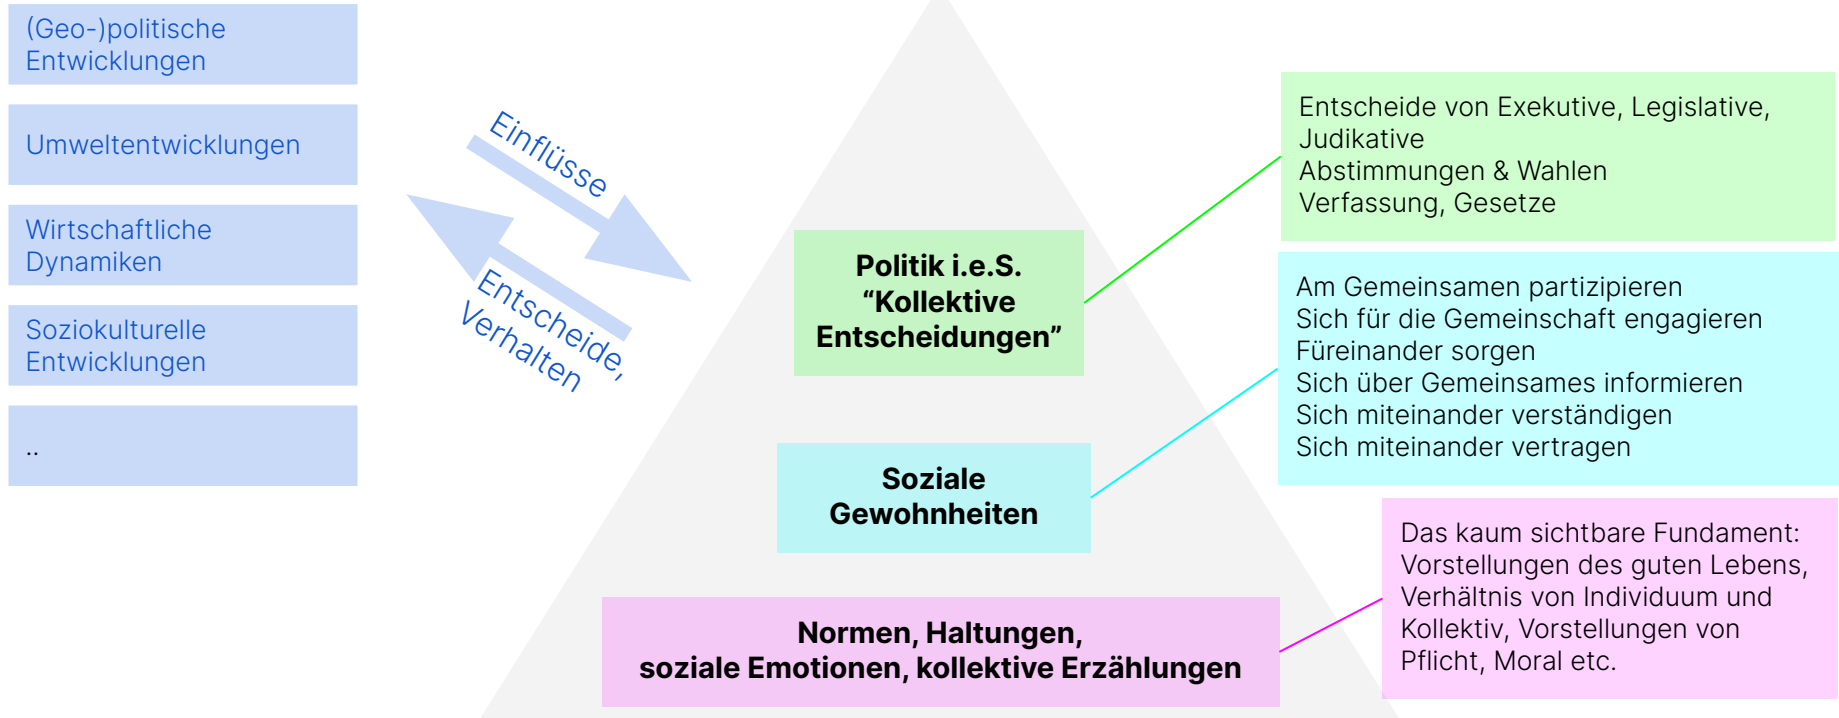 (Geo-)politische
Entwicklungen
Umweltentwicklungen
Wirtschaftliche
Dynamiken
Soziokulturelle
Entwicklungen
..
Einflüsse
Entscheide,
Verhalten
Politik i.e.S.
“Kollektive
Entscheidungen”
Soziale
Gewohnheiten
Normen, Haltungen,
soziale Emotionen, kollektive Erzählungen
Entscheide von Exekutive, Legislative,
Judikative
Abstimmungen & Wahlen
Verfassung, Gesetze
Am Gemeinsamen partizipieren
Sich für die Gemeinschaft engagieren
Füreinander sorgen
Sich über Gemeinsames informieren
Sich miteinander verständigen
Sich miteinander vertragen
Das kaum sichtbare Fundament:
Vorstellungen des guten Lebens,
Verhältnis von Individuum und
Kollektiv, Vorstellungen von
Pflicht, Moral etc.